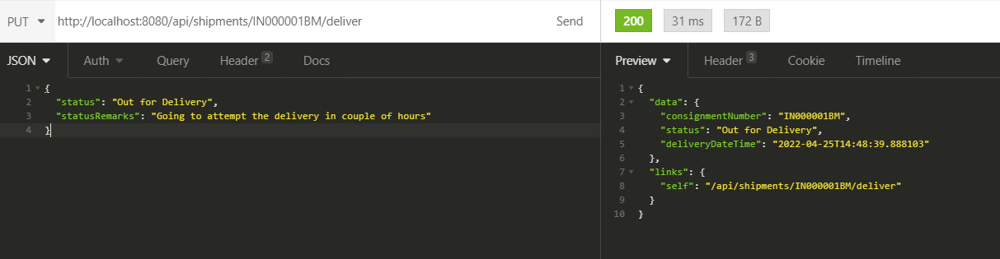 PUT http://localhost:8080/api/shipments/IN000001BM/deliver Send
JSON Auth Query Header 2 Docs
1 {
2 "status": "Out for Delivery",
3 "statusRemarks": "Going to attempt the delivery in couple of hours"
4 }
200 31 ms 172 B
Preview Header 3 Cookie Timeline
1 {
2 "data": {
3 "consignmentNumber": "IN000001BM",
4 "status": "Out for Delivery",
5 "deliveryDateTime": "2022-04-25T14:48:39.888103"
6 },
7 "links": {
8 "self": "/api/shipments/IN000001BM/deliver"
9 }
10 }